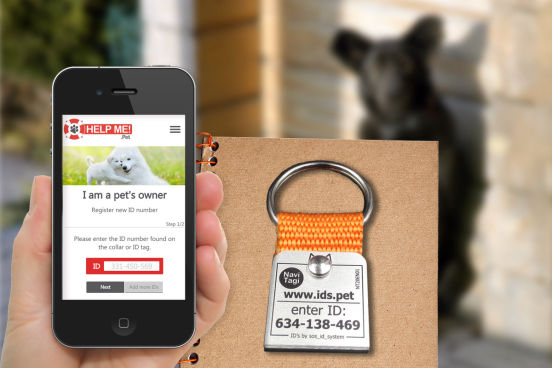 HELP ME!
.Pet
I am a pet's owner
Register new ID number
Step 1/2
Please enter the ID number found on
the collar or ID tag.
ID 331-450-569
Next Add more IDs
Navi
Tagi
www.ids.pet
enter ID:
634-138-469
ID's by sos_id_system